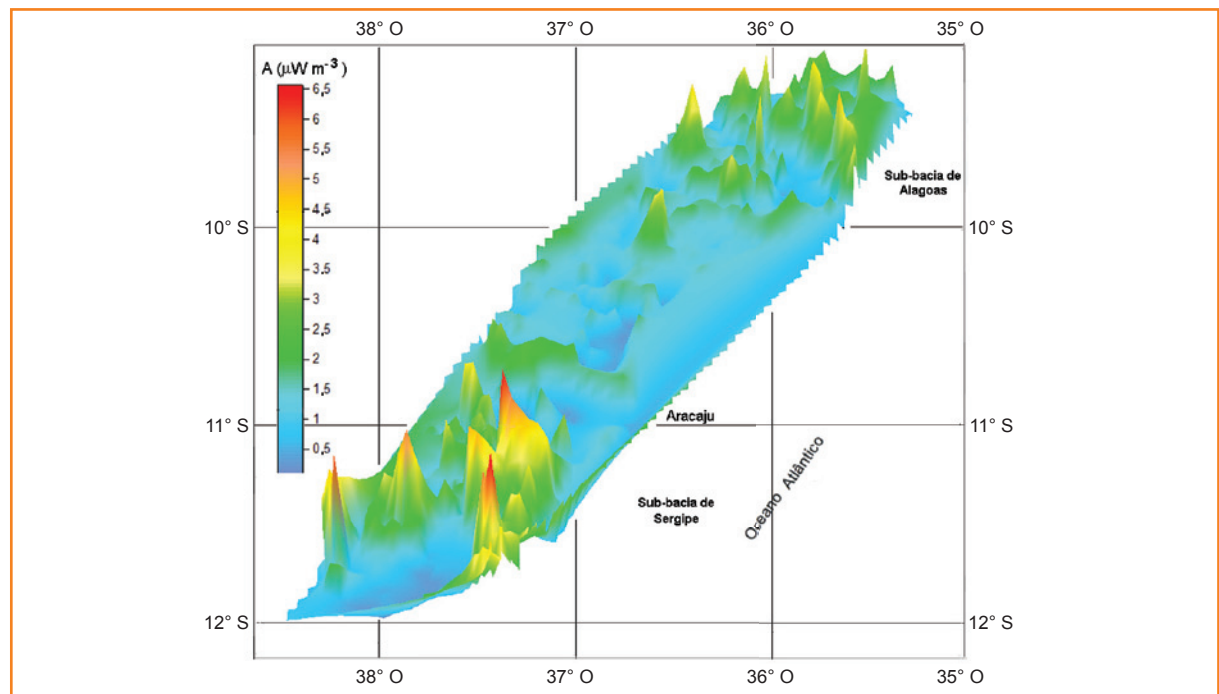 38° O 37° O 36° O 35° O
A (μW m⁻³)
6,5
6
5,5
5
4,5
4
3,5
3
2,5
2
1,5
1
0,5
Sub-bacia de
Alagoas
10° S 10° S
Aracaju
11° S 11° S
Sub-bacia de
Sergipe
Oceano Atlântico
12° S 12° S
38° O 37° O 36° O 35° O